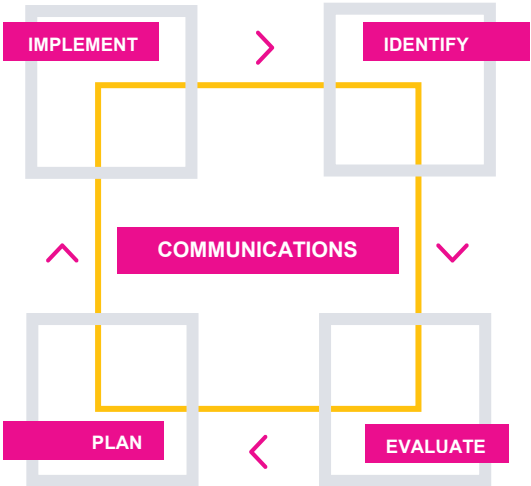 IMPLEMENT
IDENTIFY
COMMUNICATIONS
PLAN
EVALUATE